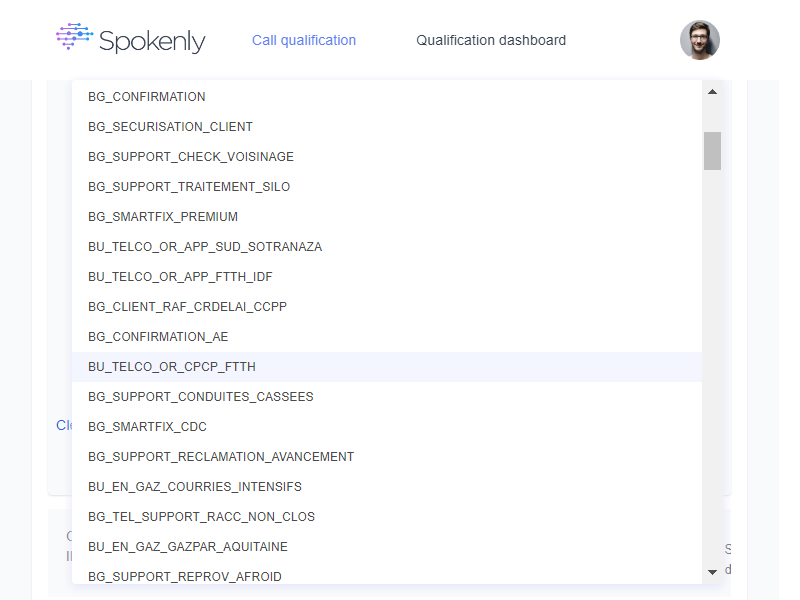 Spokenly
Call qualification
Qualification dashboard
BG_CONFIRMATION
BG_SECURISATION_CLIENT
BG_SUPPORT_CHECK_VOISINAGE
BG_SUPPORT_TRAITEMENT_SILO
BG_SMARTFIX_PREMIUM
BU_TELCO_OR_APP_SUD_SOTRANAZA
BU_TELCO_OR_APP_FTTH_IDF
BG_CLIENT_RAF_CRDELAI_CCPP
BG_CONFIRMATION_AE
BU_TELCO_OR_CPCP_FTTH
BG_SUPPORT_CONDUITES_CASSEES
BG_SMARTFIX_CDC
BG_SUPPORT_RECLAMATION_AVANCEMENT
BU_EN_GAZ_COURRIES_INTENSIFS
BG_TEL_SUPPORT_RACC_NON_CLOS
BU_EN_GAZ_GAZPAR_AQUITAINE
BG_SUPPORT_REPROV_AFROID